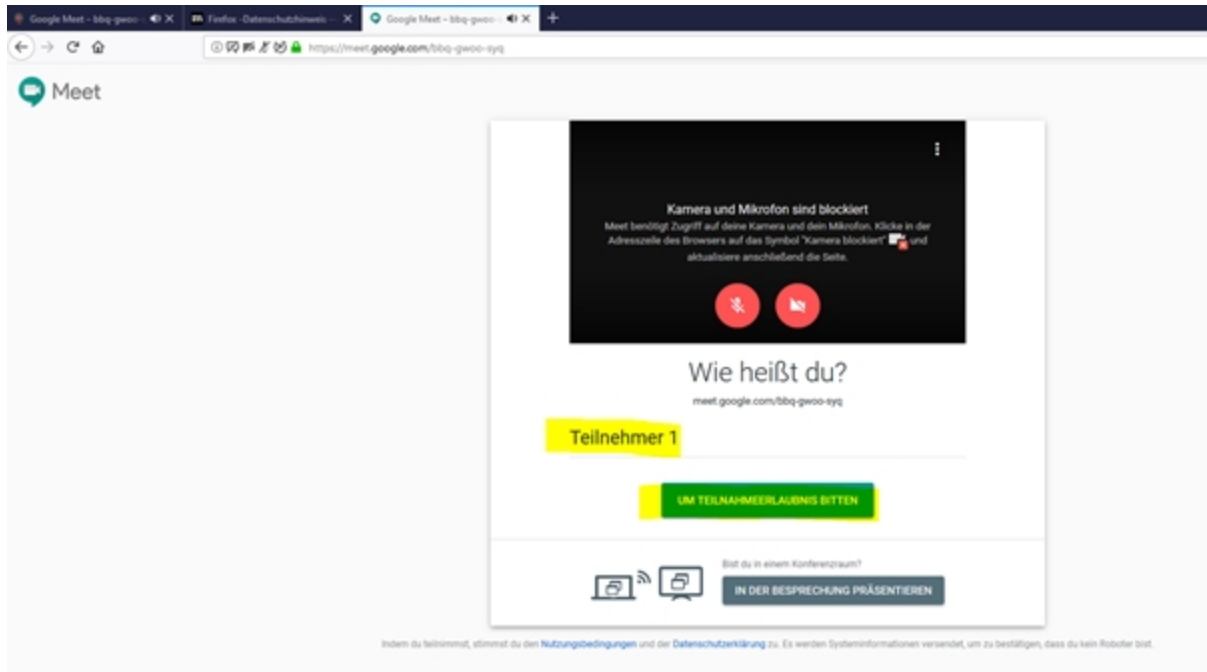 Google Meet – bbq-gwoo-
Firefox -Datenschutzhinweis –
Google Meet – bbq-gwoo-
https://meet.google.com/bbq-gwoo-syq
Meet
Kamera und Mikrofon sind blockiert
Meet benötigt Zugriff auf deine Kamera und dein Mikrofon. Klicke in der
Adresszeile des Browsers auf das Symbol "Kamera blockiert" und
aktualisiere anschließend die Seite.
Wie heißt du?
meet.google.com/bbq-gwoo-syq
Teilnehmer 1
UM TEILNAHMEERLAUBNIS BITTEN
Bist du in einem Konferenzraum?
IN DER BESPRECHUNG PRÄSENTIEREN
Indem du teilnimmst, stimmst du den Nutzungsbedingungen und der Datenschutzerklärung zu. Es werden Systeminformationen versendet, um zu bestätigen, dass du kein Roboter bist.